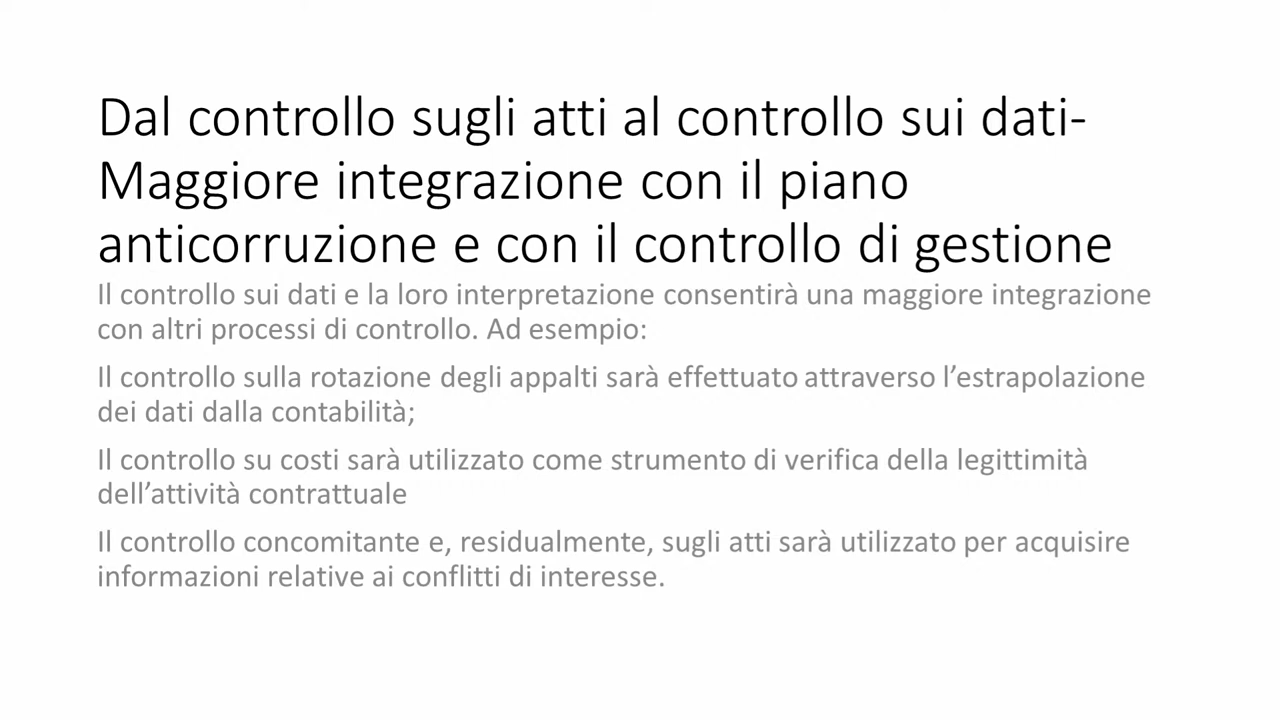 Dal controllo sugli atti al controllo sui dati-
Maggiore integrazione con il piano
anticorruzione e con il controllo di gestione
Il controllo sui dati e la loro interpretazione consentirà una maggiore integrazione
con altri processi di controllo. Ad esempio:
Il controllo sulla rotazione degli appalti sarà effettuato attraverso l’estrapolazione
dei dati dalla contabilità;
Il controllo su costi sarà utilizzato come strumento di verifica della legittimità
dell’attività contrattuale
Il controllo concomitante e, residualmente, sugli atti sarà utilizzato per acquisire
informazioni relative ai conflitti di interesse.